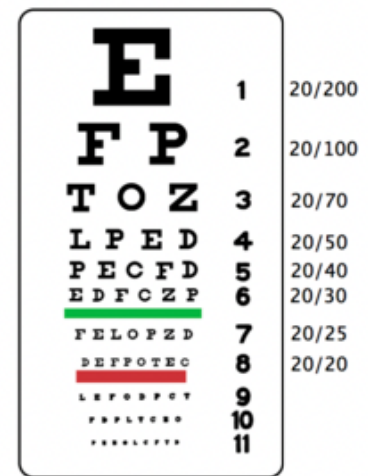 E 1 20/200
F P 2 20/100
T O Z 3 20/70
L P E D 4 20/50
P E C F D 5 20/40
E D F C Z P 6 20/30
F E L O P Z D 7 20/25
D E F P O T E C 8 20/20
L E F O D P C T 9
10
11